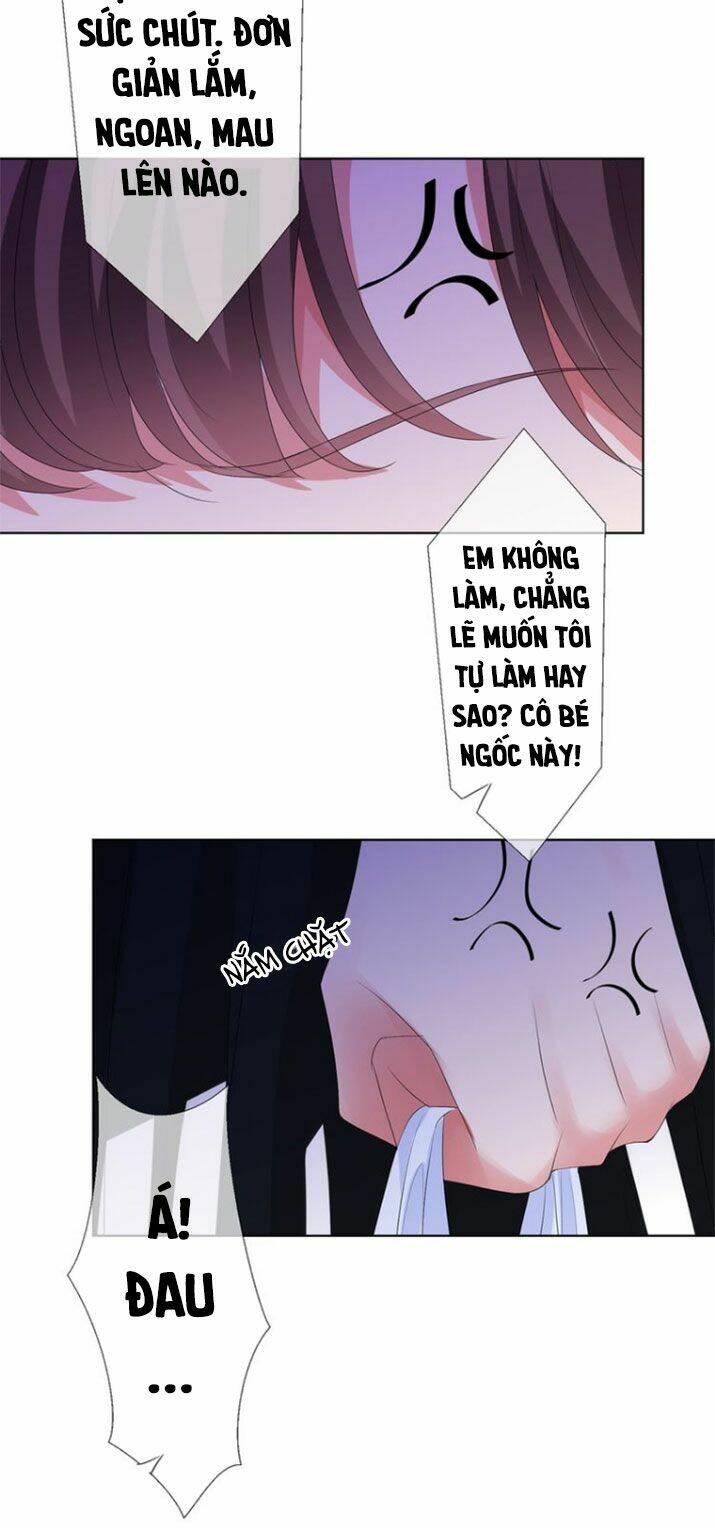 SỨC CHÚT. ĐƠN
GIẢN LẮM,
NGOAN, MAU
LÊN NÀO.
EM KHÔNG
LÀM, CHẲNG
LẼ MUỐN TÔI
TỰ LÀM HAY
SAO? CÔ BÉ
NGỐC NÀY!
NẮM CHẶT
Á!
ĐAU
...